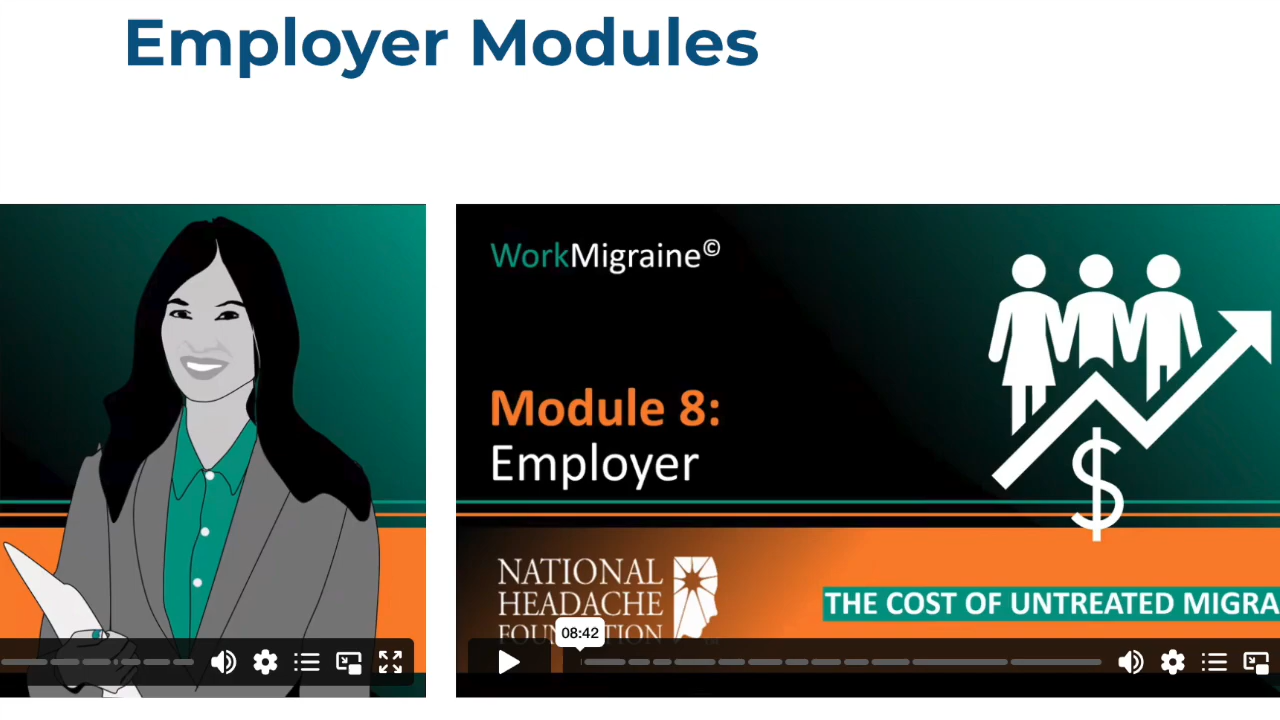 Employer Modules
WorkMigraine©
Module 8:
Employer
NATIONAL
HEADACHE
THE COST OF UNTREATED MIGRA
08:42